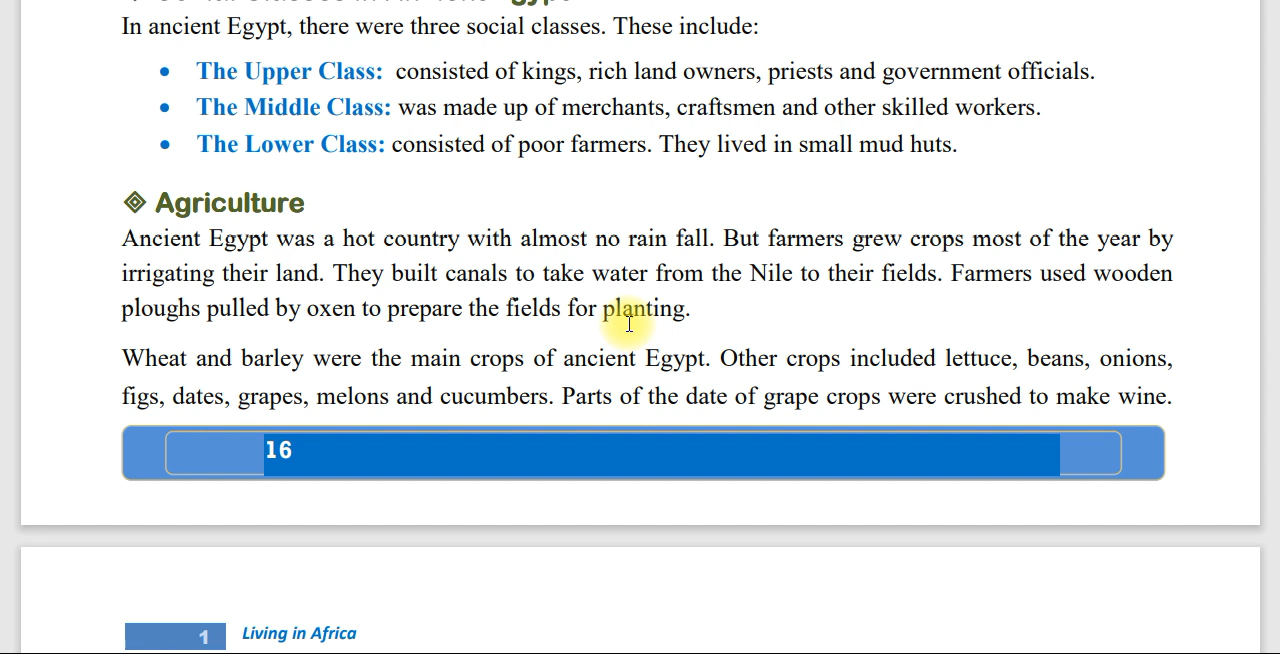 In ancient Egypt, there were three social classes. These include:
• The Upper Class: consisted of kings, rich land owners, priests and government officials.
• The Middle Class: was made up of merchants, craftsmen and other skilled workers.
• The Lower Class: consisted of poor farmers. They lived in small mud huts.
Agriculture
Ancient Egypt was a hot country with almost no rain fall. But farmers grew crops most of the year by
irrigating their land. They built canals to take water from the Nile to their fields. Farmers used wooden
ploughs pulled by oxen to prepare the fields for planting.
Wheat and barley were the main crops of ancient Egypt. Other crops included lettuce, beans, onions,
figs, dates, grapes, melons and cucumbers. Parts of the date of grape crops were crushed to make wine.
16
1 Living in Africa